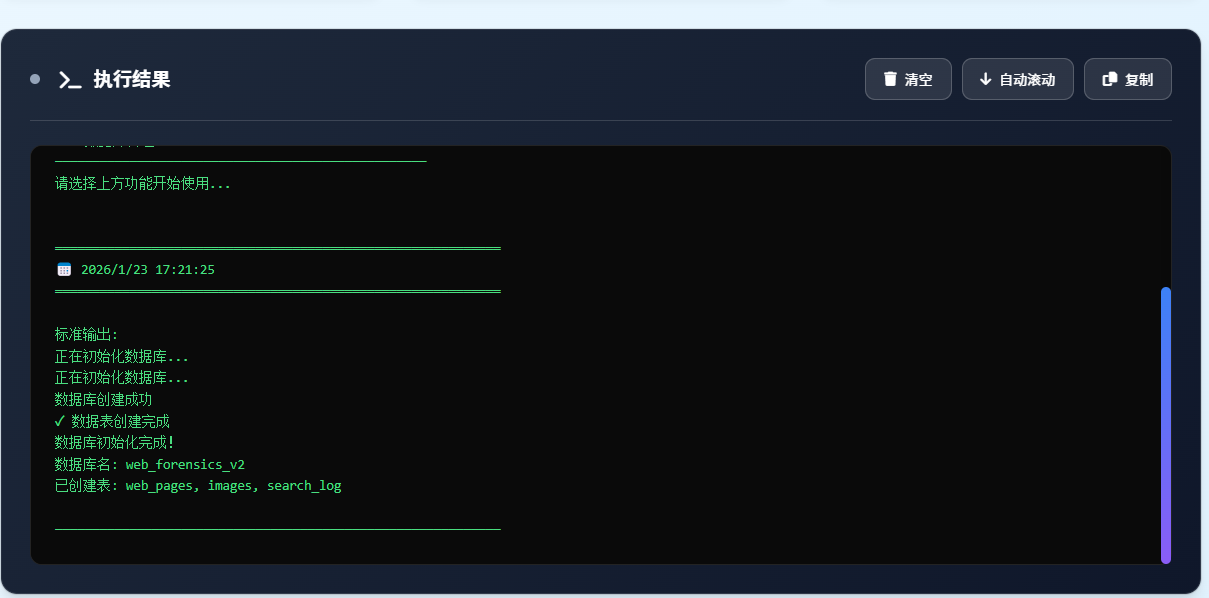 执行结果
清空
自动滚动
复制
请选择上方功能开始使用...
2026/1/23 17:21:25
标准输出:
正在初始化数据库...
正在初始化数据库...
数据库创建成功
✓ 数据表创建完成
数据库初始化完成!
数据库名: web_forensics_v2
已创建表: web_pages, images, search_log